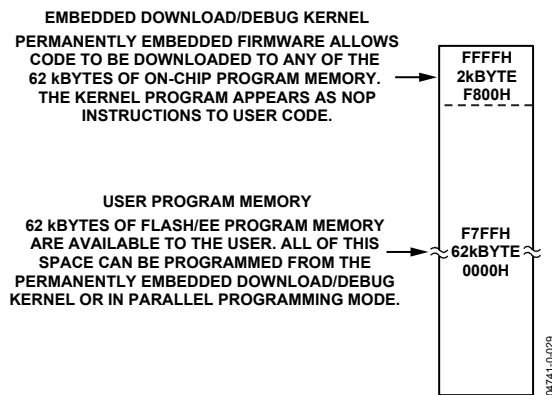 EMBEDDED DOWNLOAD/DEBUG KERNEL
PERMANENTLY EMBEDDED FIRMWARE ALLOWS
CODE TO BE DOWNLOADED TO ANY OF THE
62 kBYTES OF ON-CHIP PROGRAM MEMORY.
THE KERNEL PROGRAM APPEARS AS NOP
INSTRUCTIONS TO USER CODE.
FFFFH
2kBYTE
F800H
USER PROGRAM MEMORY
62 kBYTES OF FLASH/EE PROGRAM MEMORY
ARE AVAILABLE TO THE USER. ALL OF THIS
SPACE CAN BE PROGRAMMED FROM THE
PERMANENTLY EMBEDDED DOWNLOAD/DEBUG
KERNEL OR IN PARALLEL PROGRAMMING MODE.
F7FFH
62kBYTE
0000H
04741-0-029